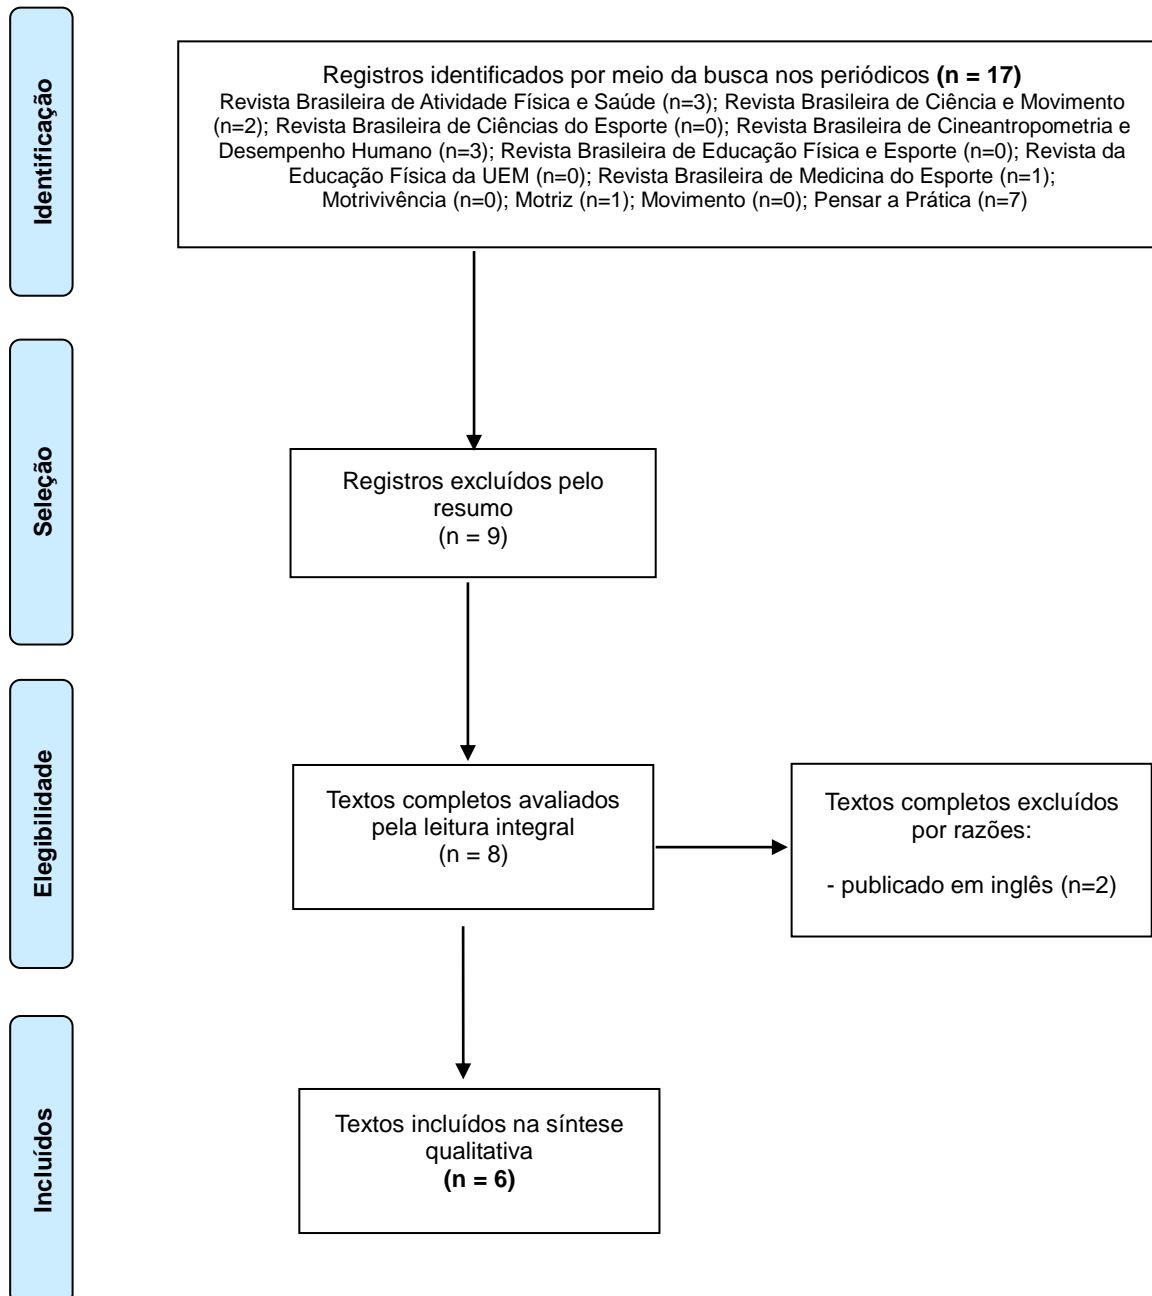 Identificação
Registros identificados por meio da busca nos periódicos (n = 17)
Revista Brasileira de Atividade Física e Saúde (n=3); Revista Brasileira de Ciência e Movimento
(n=2); Revista Brasileira de Ciências do Esporte (n=0); Revista Brasileira de Cineantropometria e
Desempenho Humano (n=3); Revista Brasileira de Educação Física e Esporte (n=0); Revista da
Educação Física da UEM (n=0); Revista Brasileira de Medicina do Esporte (n=1);
Motrivivência (n=0); Motriz (n=1); Movimento (n=0); Pensar a Prática (n=7)
Seleção
Registros excluídos pelo
resumo
(n = 9)
Elegibilidade
Textos completos avaliados
pela leitura integral
(n = 8)
Textos completos excluídos
por razões:
- publicado em inglês (n=2)
Incluídos
Textos incluídos na síntese
qualitativa
(n = 6)